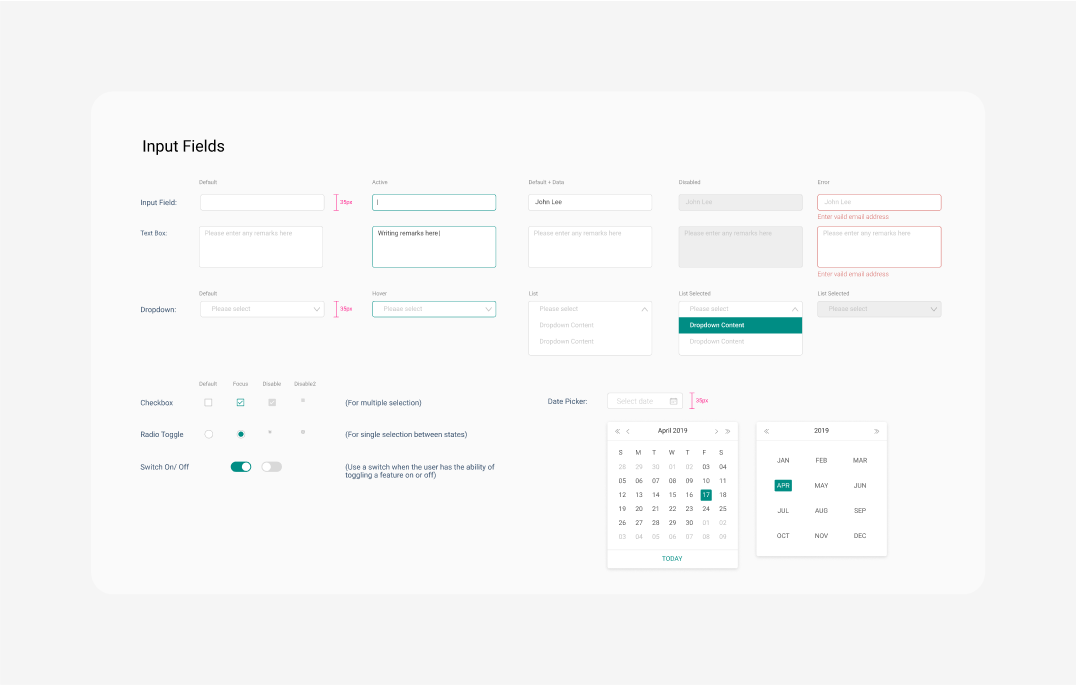 Input Fields
Default
Active
Default + Data
Disabled
Error
Input Field:
35px
John Lee
John Lee
John Lee
Enter vaild email address
Text Box:
Please enter any remarks here
Writing remarks here
Please enter any remarks here
Please enter any remarks here
Please enter any remarks here
Enter vaild email address
Default
Hover
List
List Selected
List Selected
Dropdown:
Please select
35px
Please select
Please select
Please select
Please select
Dropdown Content
Dropdown Content
Dropdown Content
Dropdown Content
Default
Focus
Disable
Disable2
Checkbox
(For multiple selection)
Radio Toggle
(For single selection between states)
Switch On/ Off
(Use a switch when the user has the ability of
toggling a feature on or off)
Date Picker:
Select date
35px
« ‹ April 2019 › »
S M T W T F S
28 29 30 01 02 03 04
05 06 07 08 09 10 11
12 13 14 15 16 17 18
19 20 21 22 23 24 25
26 27 28 29 30 01 02
03 04 05 06 07 08 09
TODAY
« 2019 »
JAN FEB MAR
APR MAY JUN
JUL AUG SEP
OCT NOV DEC